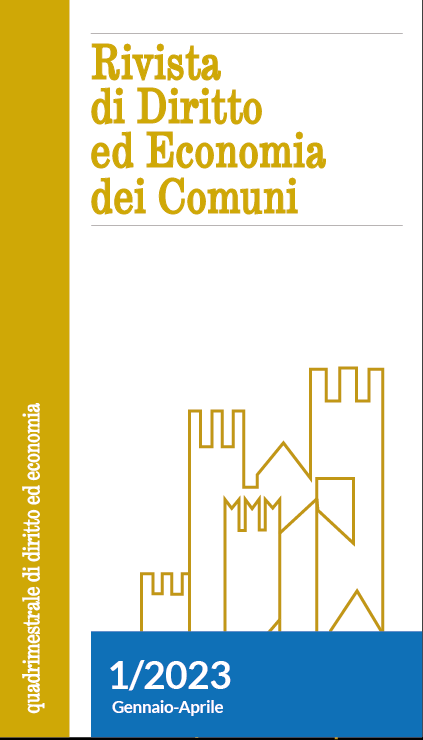 Rivista
di Diritto
ed Economia
dei Comuni
quadrimestrale di diritto ed economia
1/2023
Gennaio-Aprile